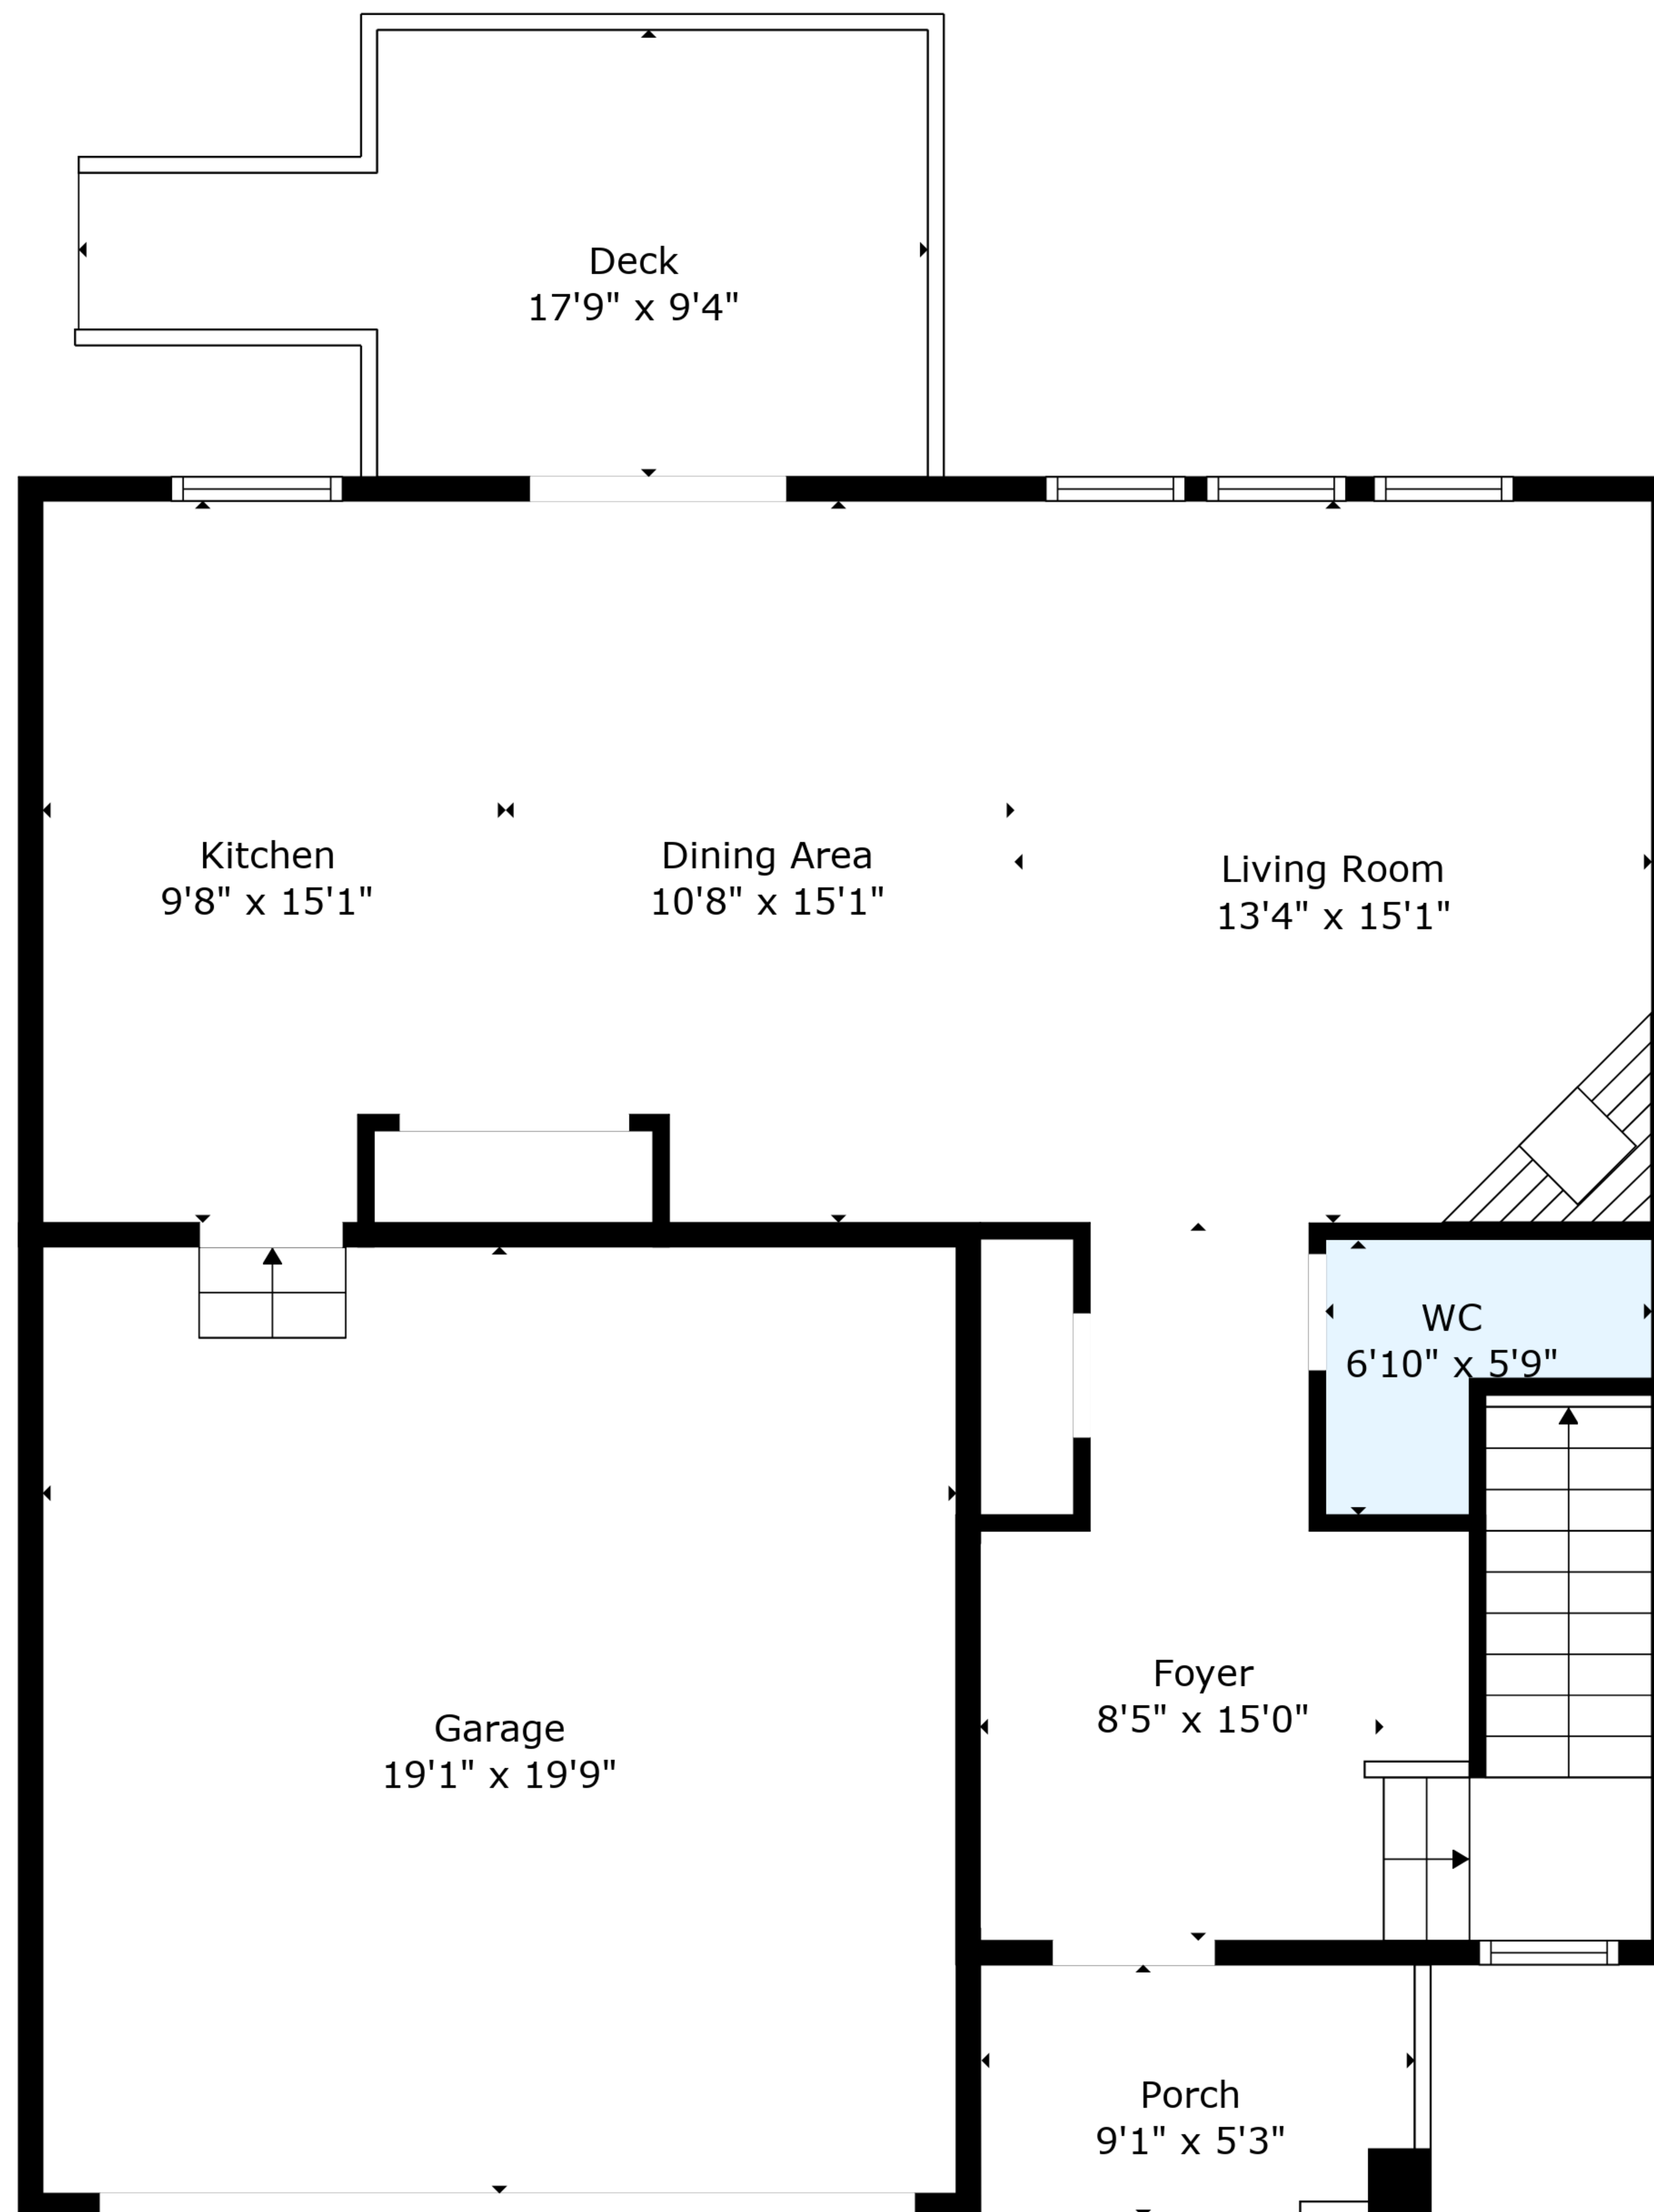 Deck
17'9" x 9'4"
Kitchen
9'8" x 15'1"
Dining Area
10'8" x 15'1"
Living Room
13'4" x 15'1"
WC
6'10" x 5'9"
Foyer
8'5" x 15'0"
Garage
19'1" x 19'9"
Porch
9'1" x 5'3"